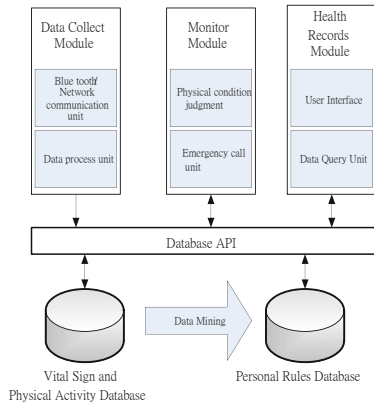 Data Collect
Module
Blue tooth/
Network
communication
unit
Data process unit
Monitor
Module
Physical condition
judgment
Emergency call
unit
Health
Records
Module
User Interface
Data Query Unit
Database API
Data Mining
Vital Sign and
Physical Activity Database
Personal Rules Database